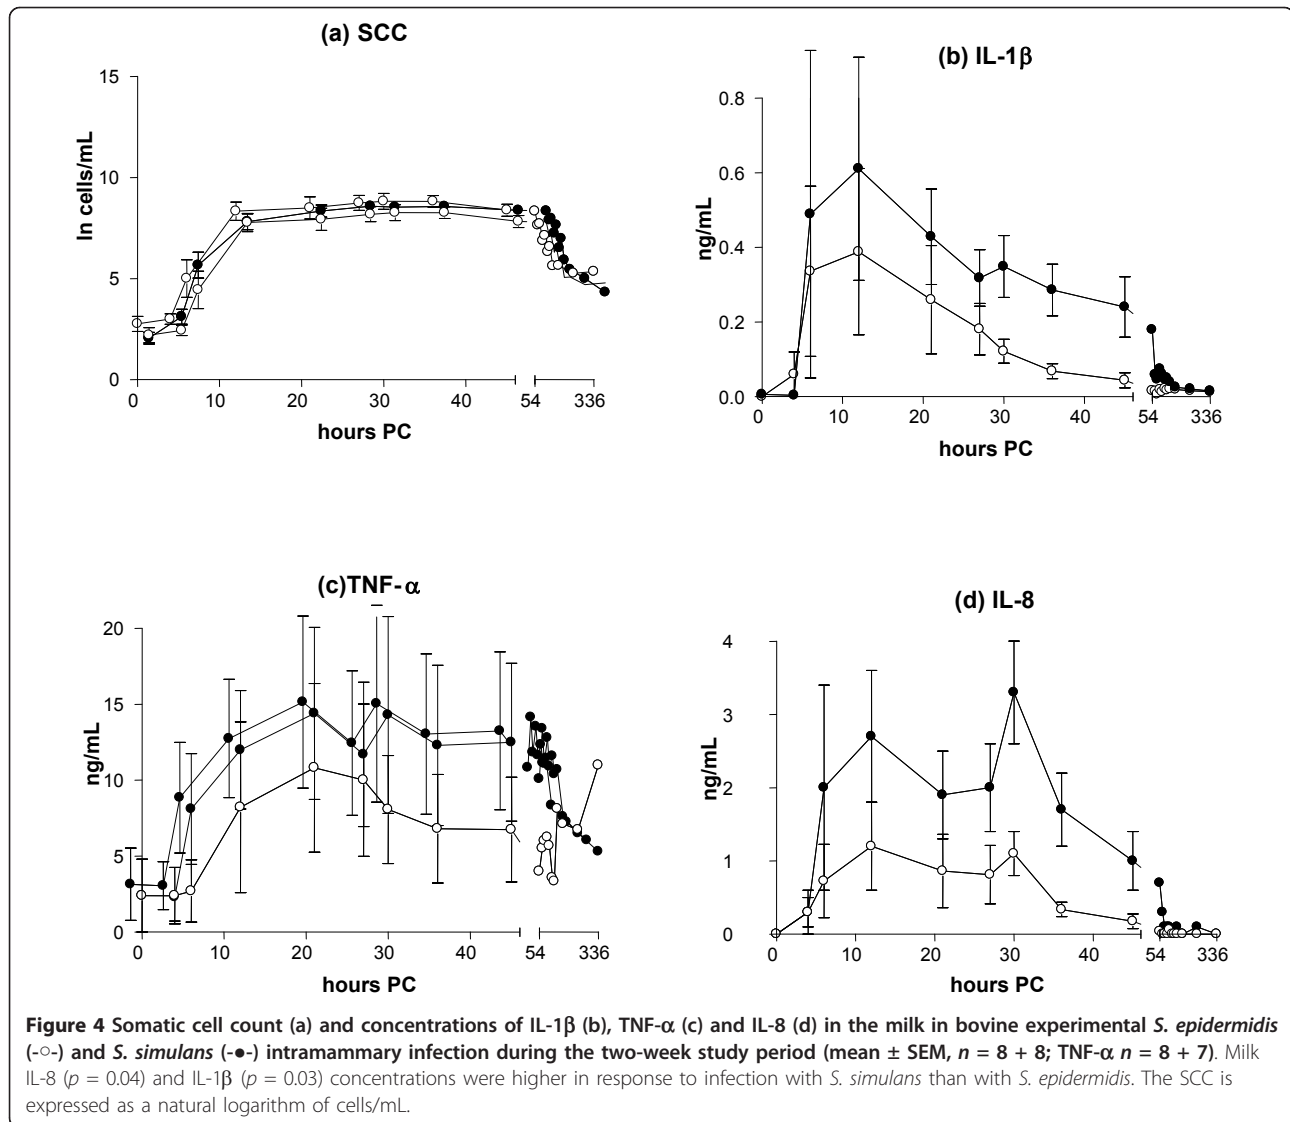 (a) SCC
15
10
5
0
ln cells/mL
0 10 20 30 40 54 336
hours PC
(b) IL-1β
0.8
0.6
0.4
0.2
0.0
ng/mL
0 10 20 30 40 54 336
hours PC
(c)TNF-α
20
15
10
5
0
ng/mL
0 10 20 30 40 54 336
hours PC
(d) IL-8
4
3
2
1
0
ng/mL
0 10 20 30 40 54 336
hours PC
Figure 4 Somatic cell count (a) and concentrations of IL-1β (b), TNF-α (c) and IL-8 (d) in the milk in bovine experimental S. epidermidis
(-○-) and S. simulans (-●-) intramammary infection during the two-week study period (mean ± SEM, n = 8 + 8; TNF-α n = 8 + 7). Milk
IL-8 (p = 0.04) and IL-1β (p = 0.03) concentrations were higher in response to infection with S. simulans than with S. epidermidis. The SCC is
expressed as a natural logarithm of cells/mL.